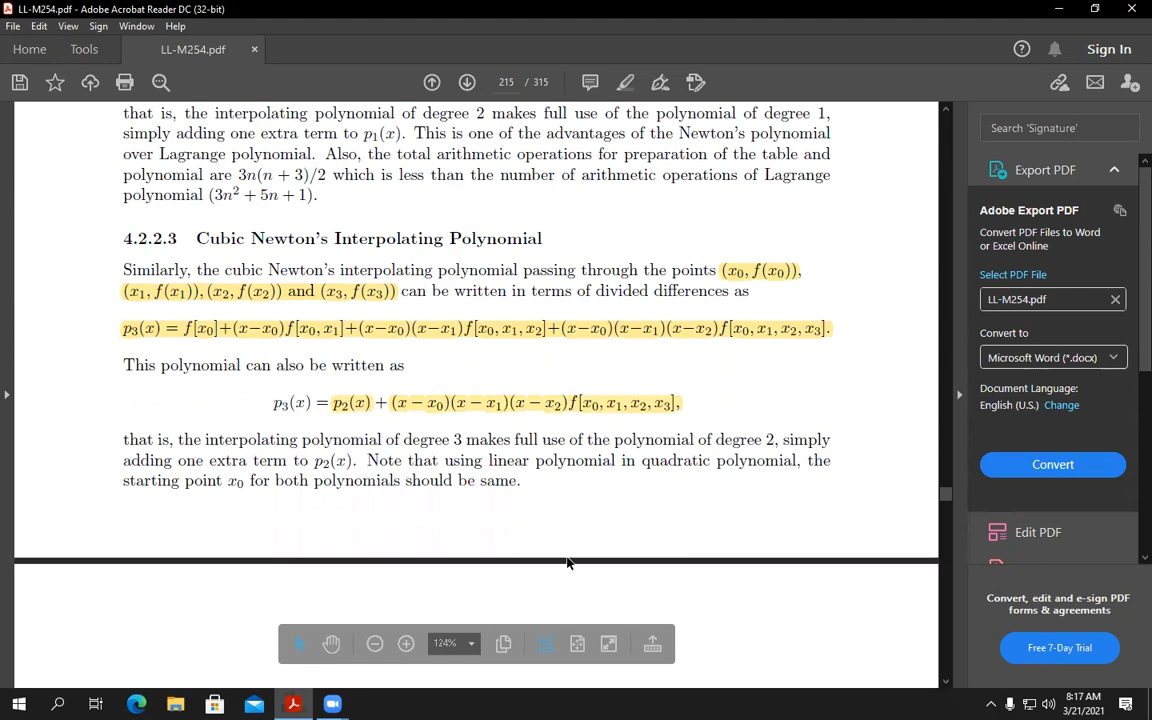 LL-M254.pdf - Adobe Acrobat Reader DC (32-bit)
File Edit View Sign Window Help
Home Tools LL-M254.pdf × Sign In
215 / 315
that is, the interpolating polynomial of degree 2 makes full use of the polynomial of degree 1,
simply adding one extra term to p₁(x). This is one of the advantages of the Newton's polynomial
over Lagrange polynomial. Also, the total arithmetic operations for preparation of the table and
polynomial are 3n(n + 3)/2 which is less than the number of arithmetic operations of Lagrange
polynomial (3n² + 5n + 1).
4.2.2.3 Cubic Newton's Interpolating Polynomial
Similarly, the cubic Newton's interpolating polynomial passing through the points (x₀, f(x₀)),
(x₁, f(x₁)), (x₂, f(x₂)) and (x₃, f(x₃)) can be written in terms of divided differences as
p₃(x) = f[x₀]+(x−x₀)f[x₀, x₁]+(x−x₀)(x−x₁)f[x₀, x₁, x₂]+(x−x₀)(x−x₁)(x−x₂)f[x₀, x₁, x₂, x₃].
This polynomial can also be written as
p₃(x) = p₂(x) + (x − x₀)(x − x₁)(x − x₂)f[x₀, x₁, x₂, x₃],
that is, the interpolating polynomial of degree 3 makes full use of the polynomial of degree 2, simply
adding one extra term to p₂(x). Note that using linear polynomial in quadratic polynomial, the
starting point x₀ for both polynomials should be same.
124%
Search 'Signature'
Export PDF
Adobe Export PDF
Convert PDF Files to Word
or Excel Online
Select PDF File
LL-M254.pdf
Convert to
Microsoft Word (*.docx)
Document Language:
English (U.S.) Change
Convert
Edit PDF
Convert, edit and e-sign PDF
forms & agreements
Free 7-Day Trial
8:17 AM
3/21/2021